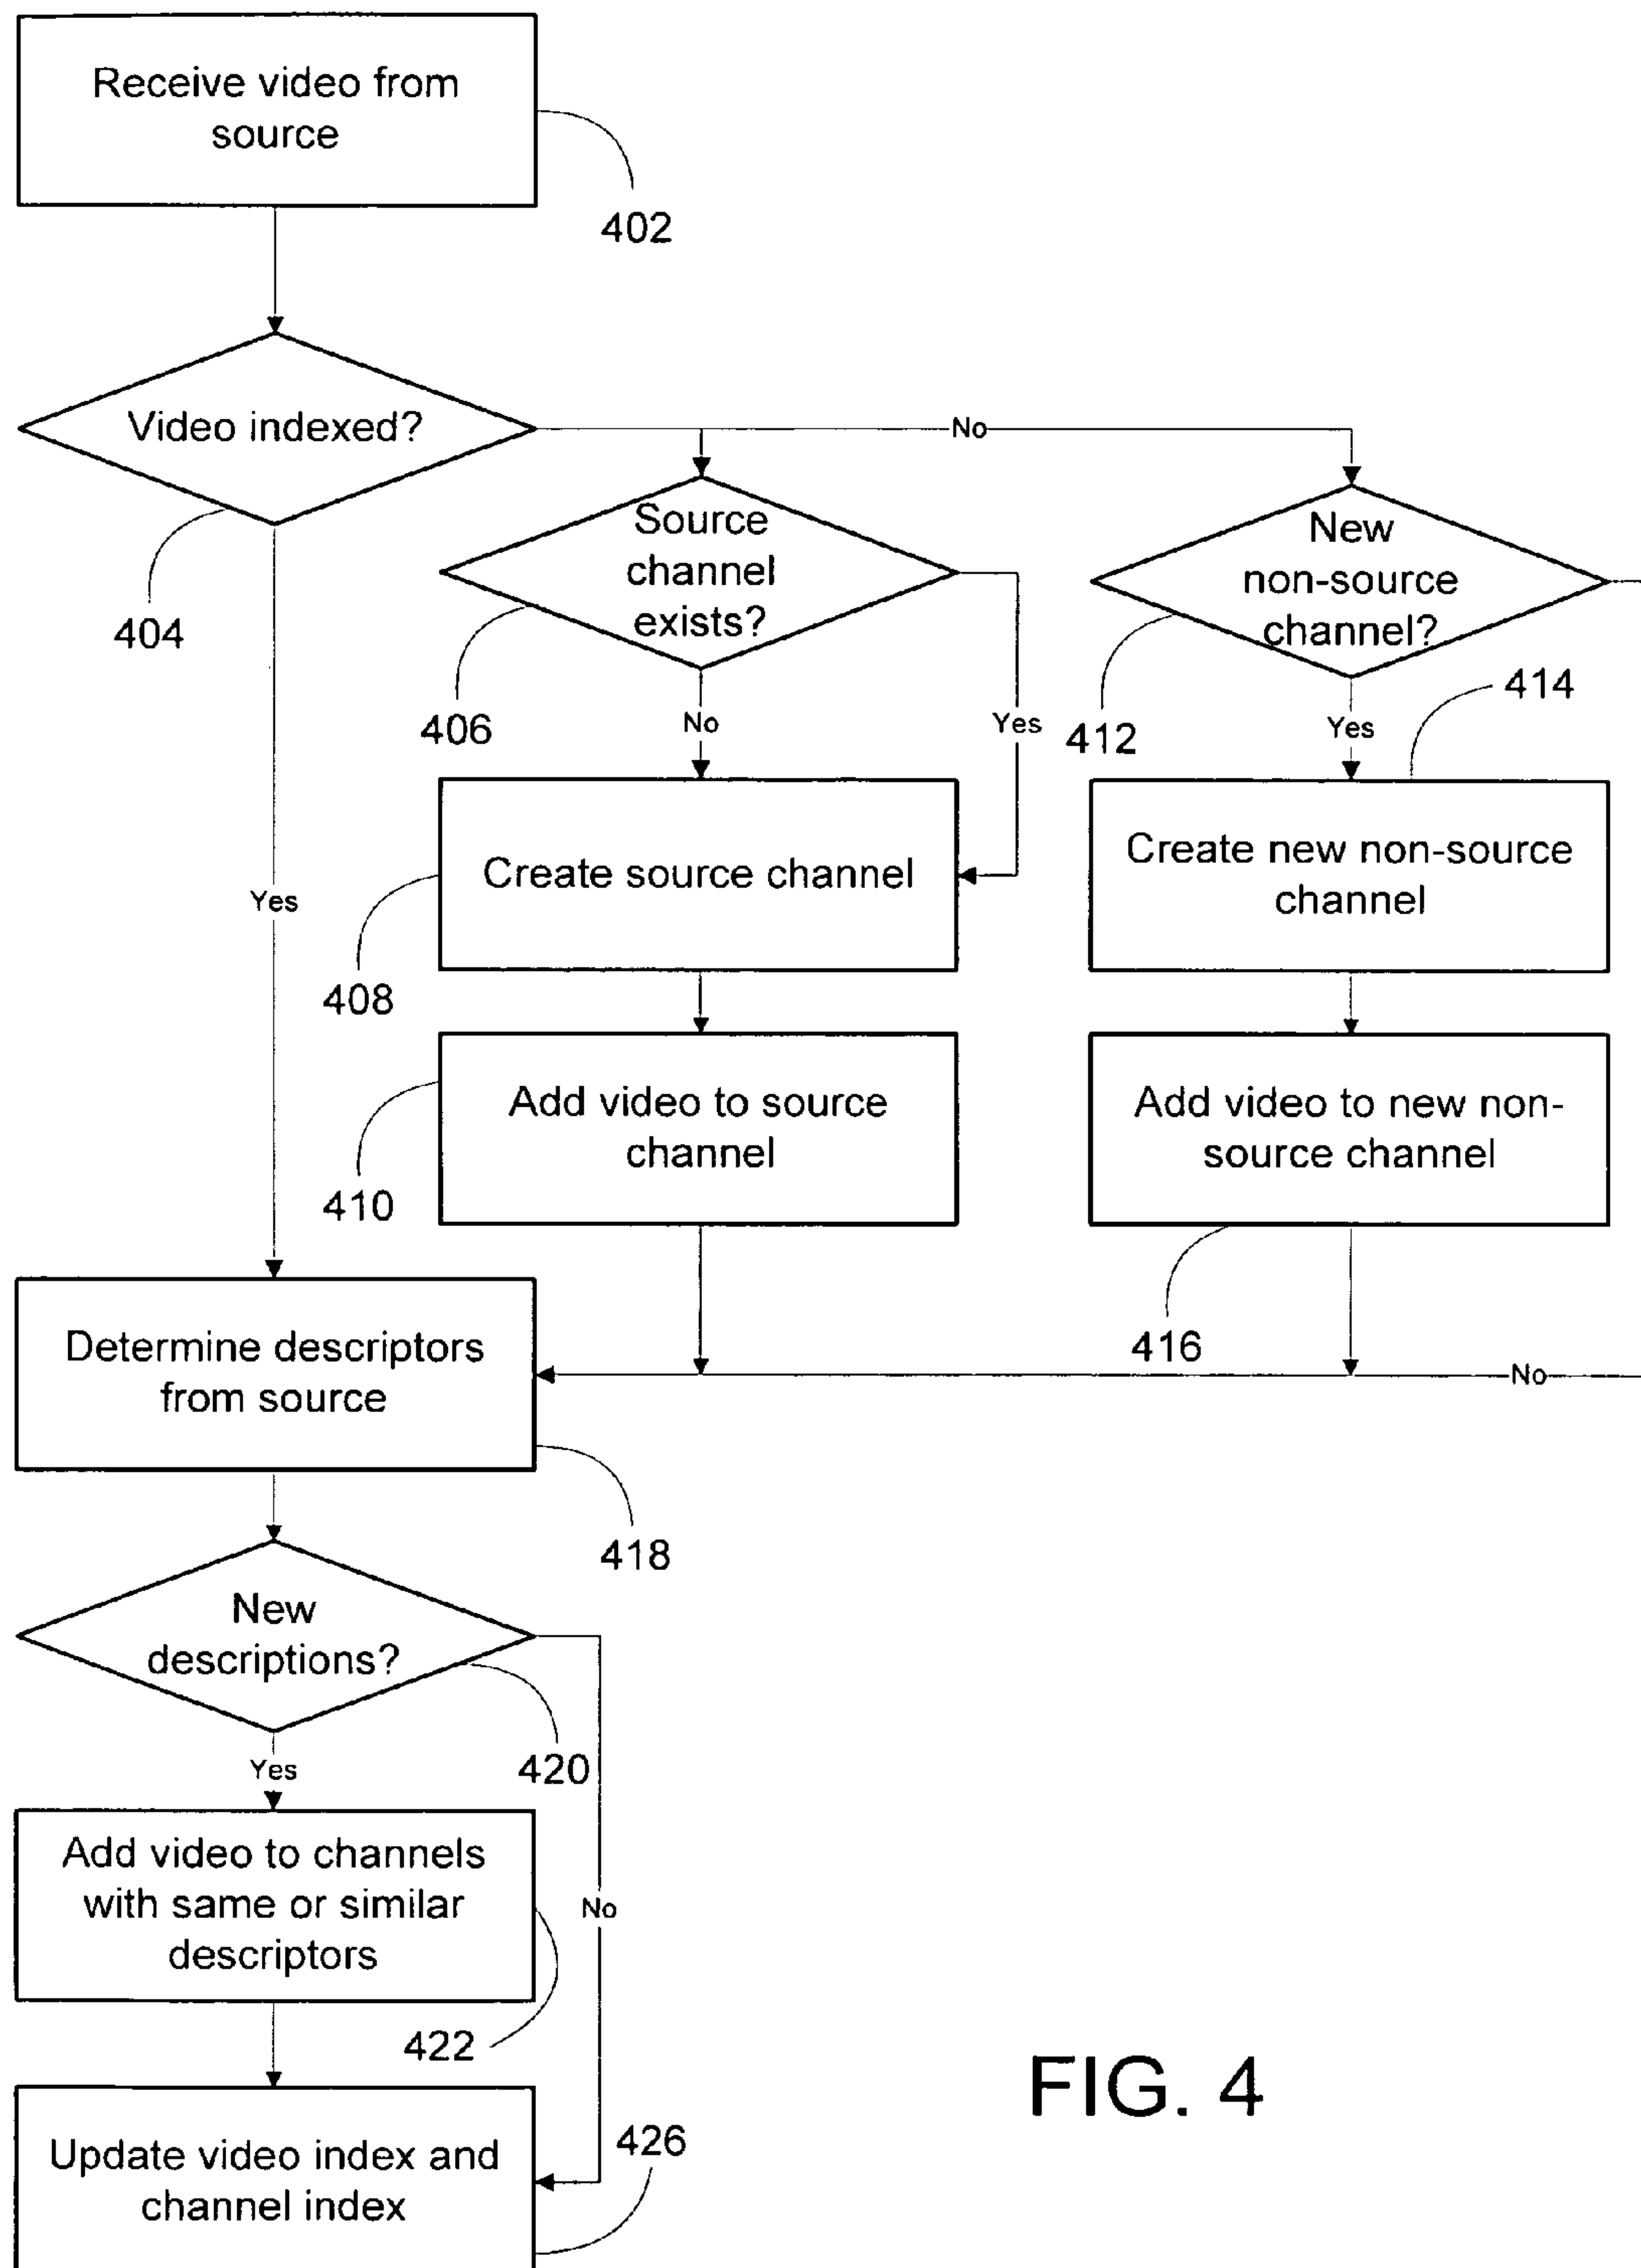 Receive video from
source
402
Video indexed?
No
404
Source
channel
exists?
406
No
Yes
New
non-source
channel?
412
Yes
414
Yes
Create source channel
408
Create new non-source
channel
Add video to source
channel
410
Add video to new non-
source channel
416
Determine descriptors
from source
No
418
New
descriptions?
420
Yes
No
Add video to channels
with same or similar
descriptors
422
Update video index and
channel index
426
FIG. 4